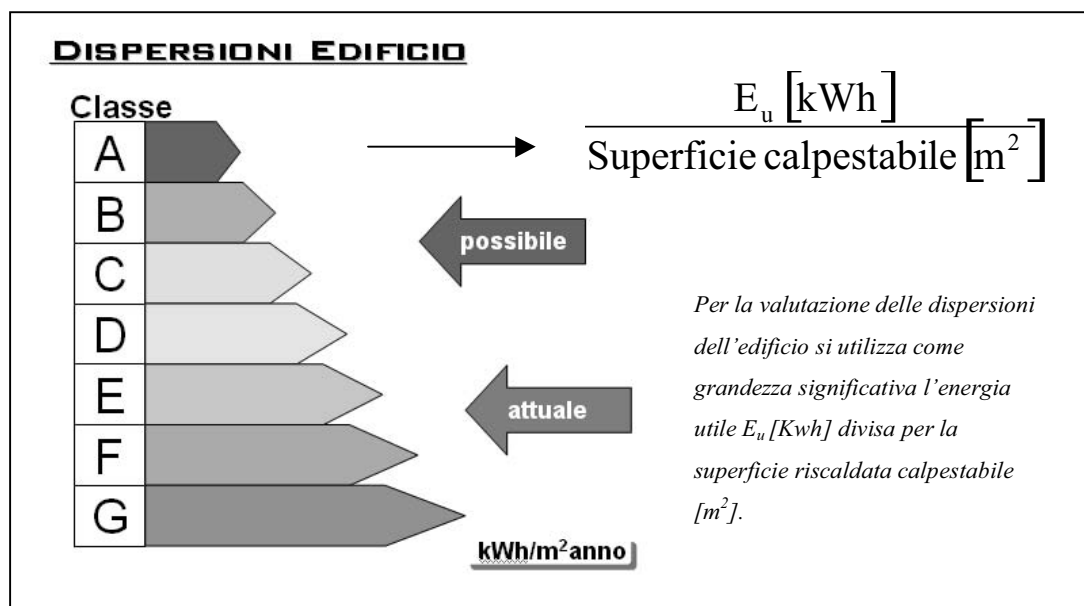 DISPERSIONI EDIFICIO
Classe
A
B
C
D
E
F
G
E_u [kWh]
Superficie calpestabile [m²]
possibile
attuale
Per la valutazione delle dispersioni
dell'edificio si utilizza come
grandezza significativa l'energia
utile E_u [Kwh] divisa per la
superficie riscaldata calpestabile
[m²].
kWh/m²anno